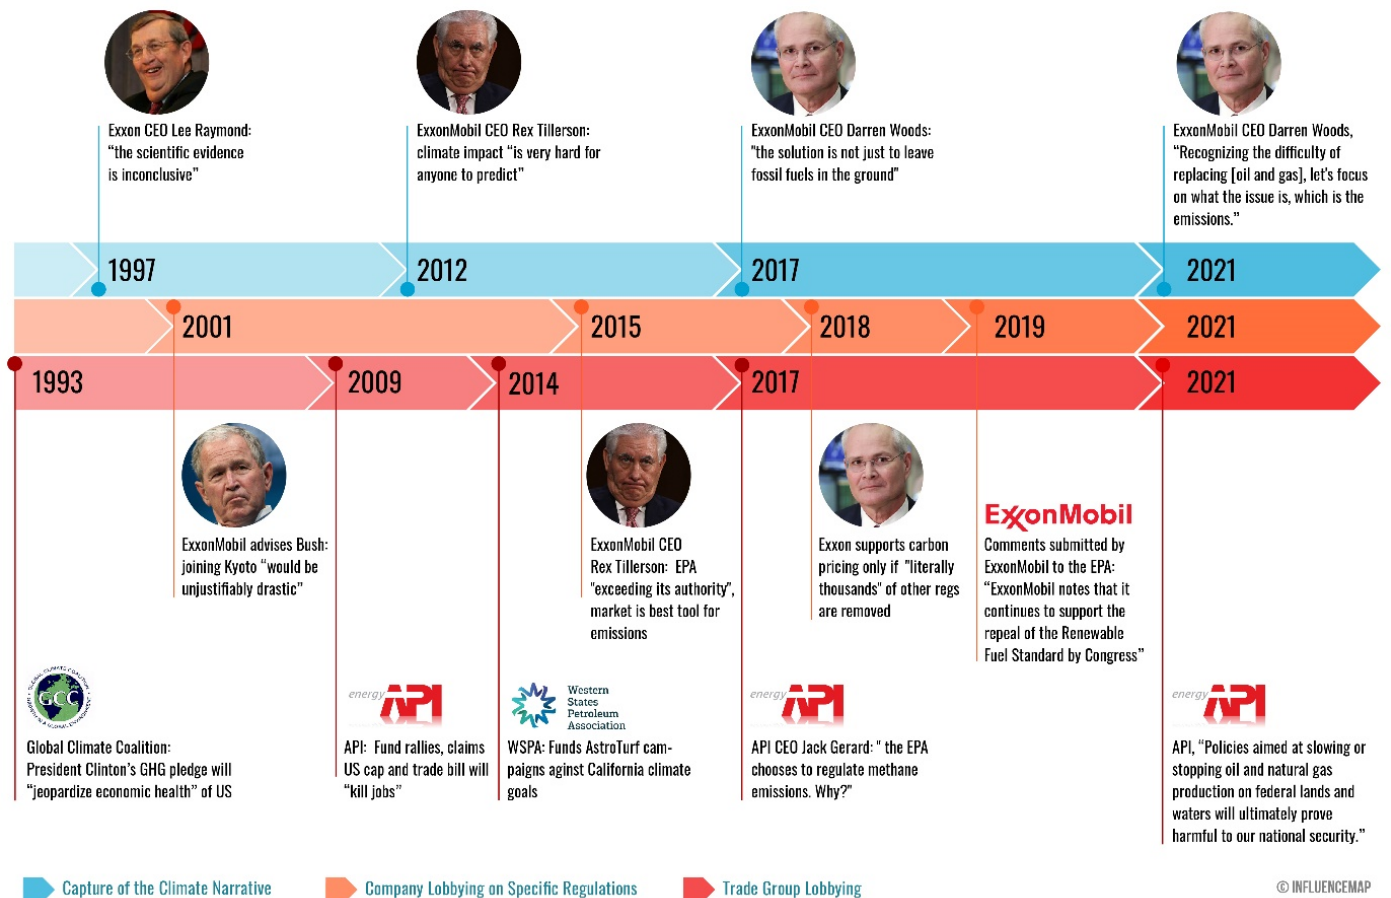 Exxon CEO Lee Raymond:
“the scientific evidence
is inconclusive”
ExxonMobil CEO Rex Tillerson:
climate impact “is very hard for
anyone to predict”
ExxonMobil CEO Darren Woods:
"the solution is not just to leave
fossil fuels in the ground"
ExxonMobil CEO Darren Woods,
“Recognizing the difficulty of
replacing [oil and gas], let's focus
on what the issue is, which is the
emissions.”
1997
2012
2017
2021
2001
2015
2018
2019
2021
1993
2009
2014
2017
2021
ExxonMobil advises Bush:
joining Kyoto “would be
unjustifiably drastic”
ExxonMobil CEO
Rex Tillerson: EPA
"exceeding its authority",
market is best tool for
emissions
Exxon supports carbon
pricing only if "literally
thousands" of other regs
are removed
ExxonMobil
Comments submitted by
ExxonMobil to the EPA:
“ExxonMobil notes that it
continues to support the
repeal of the Renewable
Fuel Standard by Congress”
GCC
Global Climate Coalition:
President Clinton’s GHG pledge will
“jeopardize economic health” of US
energy API
API: Fund rallies, claims
US cap and trade bill will
“kill jobs”
Western
States
Petroleum
Association
WSPA: Funds AstroTurf cam-
paigns against California climate
goals
energy API
API CEO Jack Gerard: " the EPA
chooses to regulate methane
emissions. Why?"
energy API
API, “Policies aimed at slowing or
stopping oil and natural gas
production on federal lands and
waters will ultimately prove
harmful to our national security.”
Capture of the Climate Narrative
Company Lobbying on Specific Regulations
Trade Group Lobbying
© INFLUENCEMAP